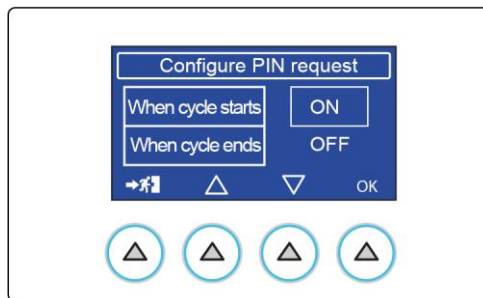 Configure PIN request
When cycle starts ON
When cycle ends OFF
OK